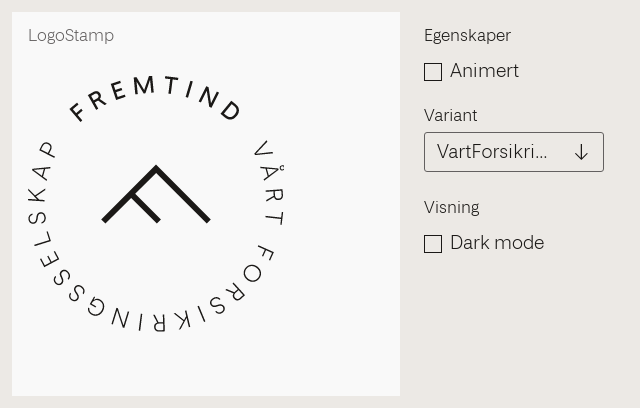 LogoStamp
FREMTIND
VÅRT FORSIKRINGSSELSKAP
Egenskaper
Animert
Variant
VartForsikri...
Visning
Dark mode